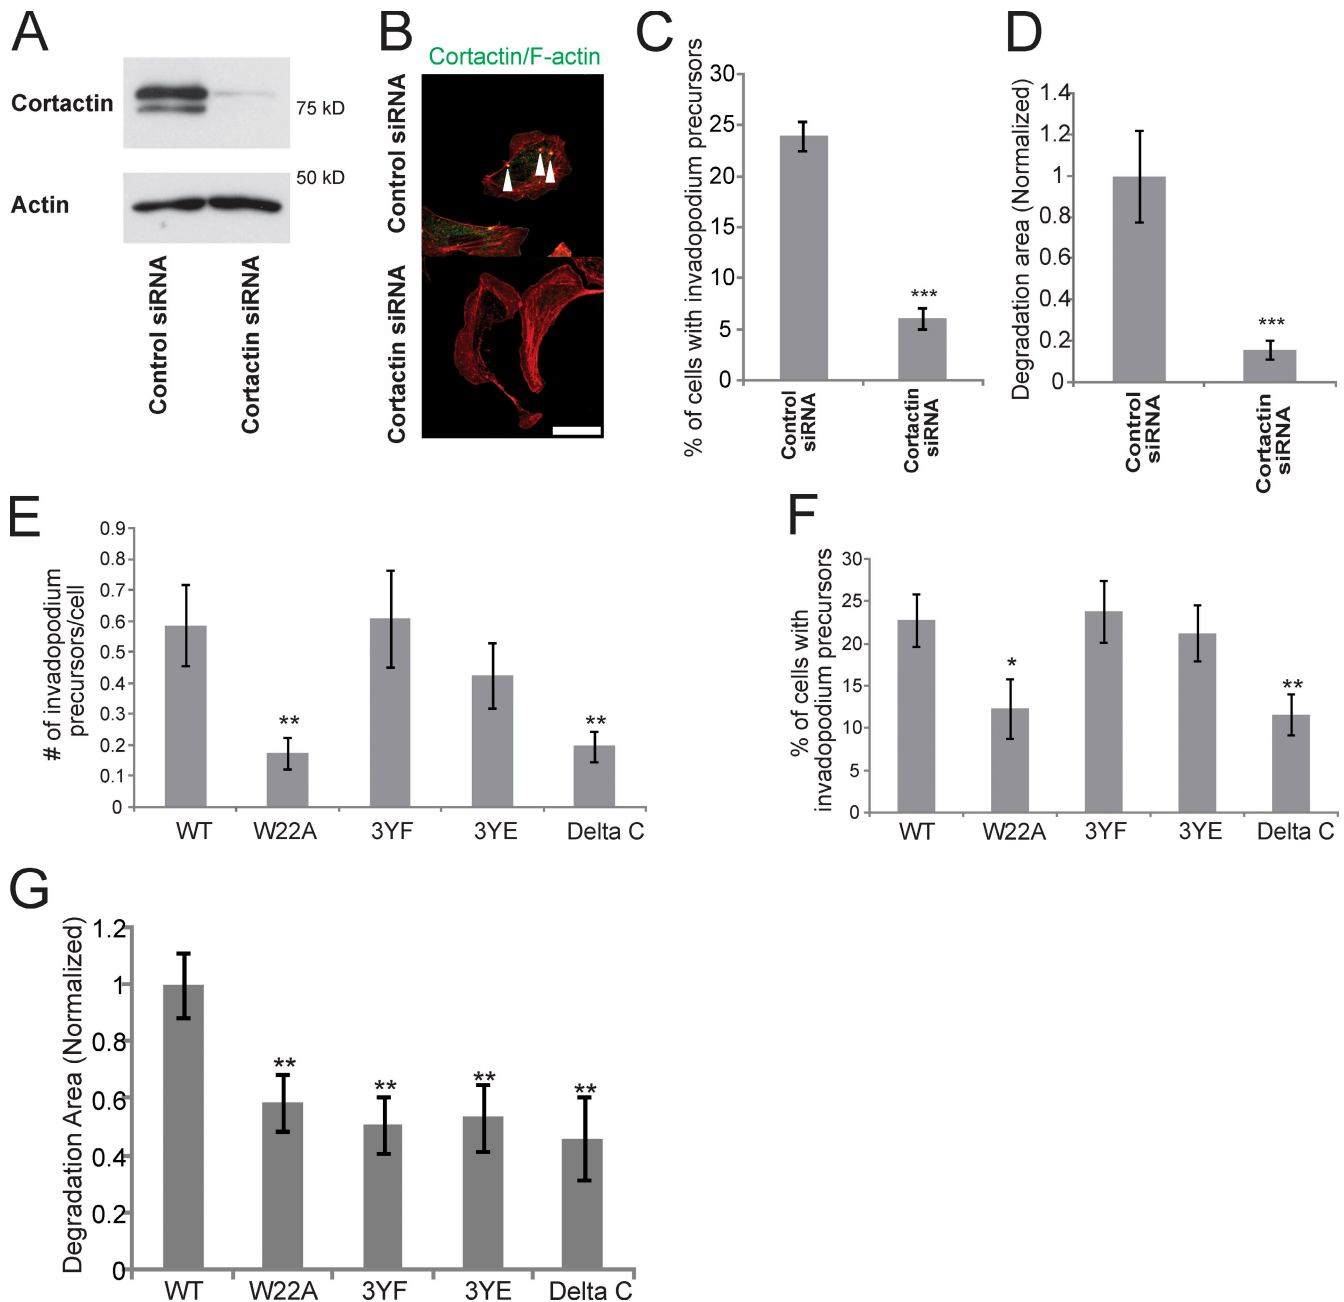 A
Cortactin
75 kD
50 kD
Actin
Control siRNA
Cortactin siRNA
B
Cortactin/F-actin
Control siRNA
Cortactin siRNA
C
% of cells with invadopodium precursors
30
25
20
15
10
5
0
***
Control
siRNA
Cortactin
siRNA
D
Degradation area (Normalized)
1.4
1.2
1
0.8
0.6
0.4
0.2
0
***
Control
siRNA
Cortactin
siRNA
E
# of invadopodium
precursors/cell
0.9
0.8
0.7
0.6
0.5
0.4
0.3
0.2
0.1
0
**
**
WT W22A 3YF 3YE Delta C
F
% of cells with
invadopodium precursors
30
25
20
15
10
5
0
*
**
WT W22A 3YF 3YE Delta C
G
Degradation Area (Normalized)
1.2
1
0.8
0.6
0.4
0.2
0
**
**
**
**
WT W22A 3YF 3YE Delta C